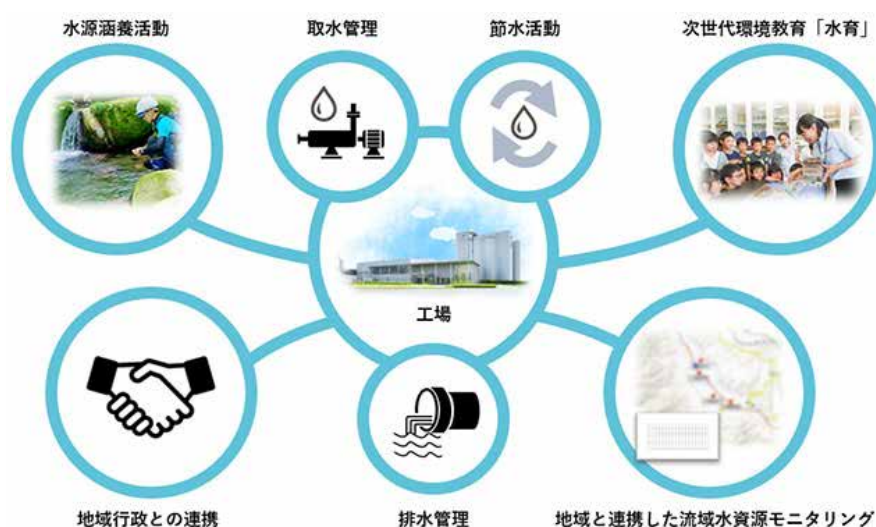 水源涵養活動
取水管理
節水活動
次世代環境教育「水育」
工場
地域行政との連携
排水管理
地域と連携した流域水資源モニタリング